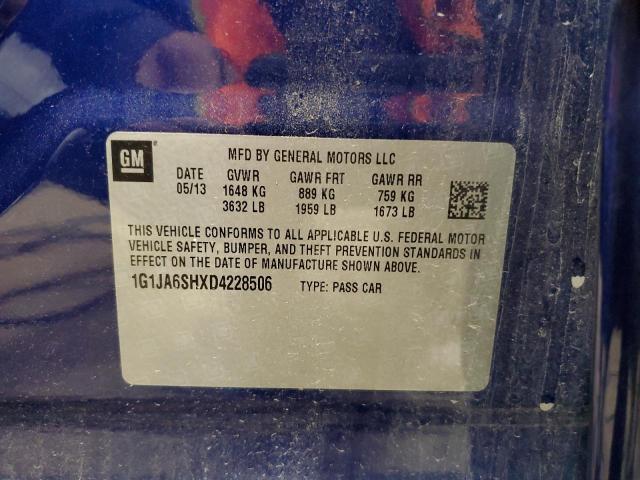 GM
MFD BY GENERAL MOTORS LLC
DATE GVWR GAWR FRT GAWR RR
05/13 1648 KG 889 KG 759 KG
3632 LB 1959 LB 1673 LB
THIS VEHICLE CONFORMS TO ALL APPLICABLE U.S. FEDERAL MOTOR
VEHICLE SAFETY, BUMPER, AND THEFT PREVENTION STANDARDS IN
EFFECT ON THE DATE OF MANUFACTURE SHOWN ABOVE.
1G1JA6SHXD4228506 TYPE: PASS CAR